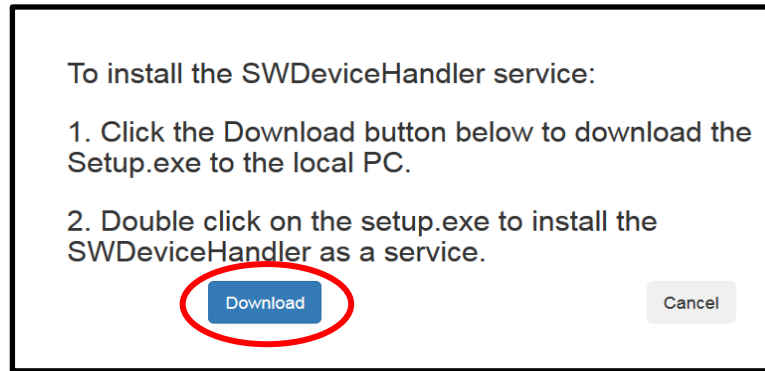 To install the SWDeviceHandler service:
1. Click the Download button below to download the
Setup.exe to the local PC.
2. Double click on the setup.exe to install the
SWDeviceHandler as a service.
Download
Cancel